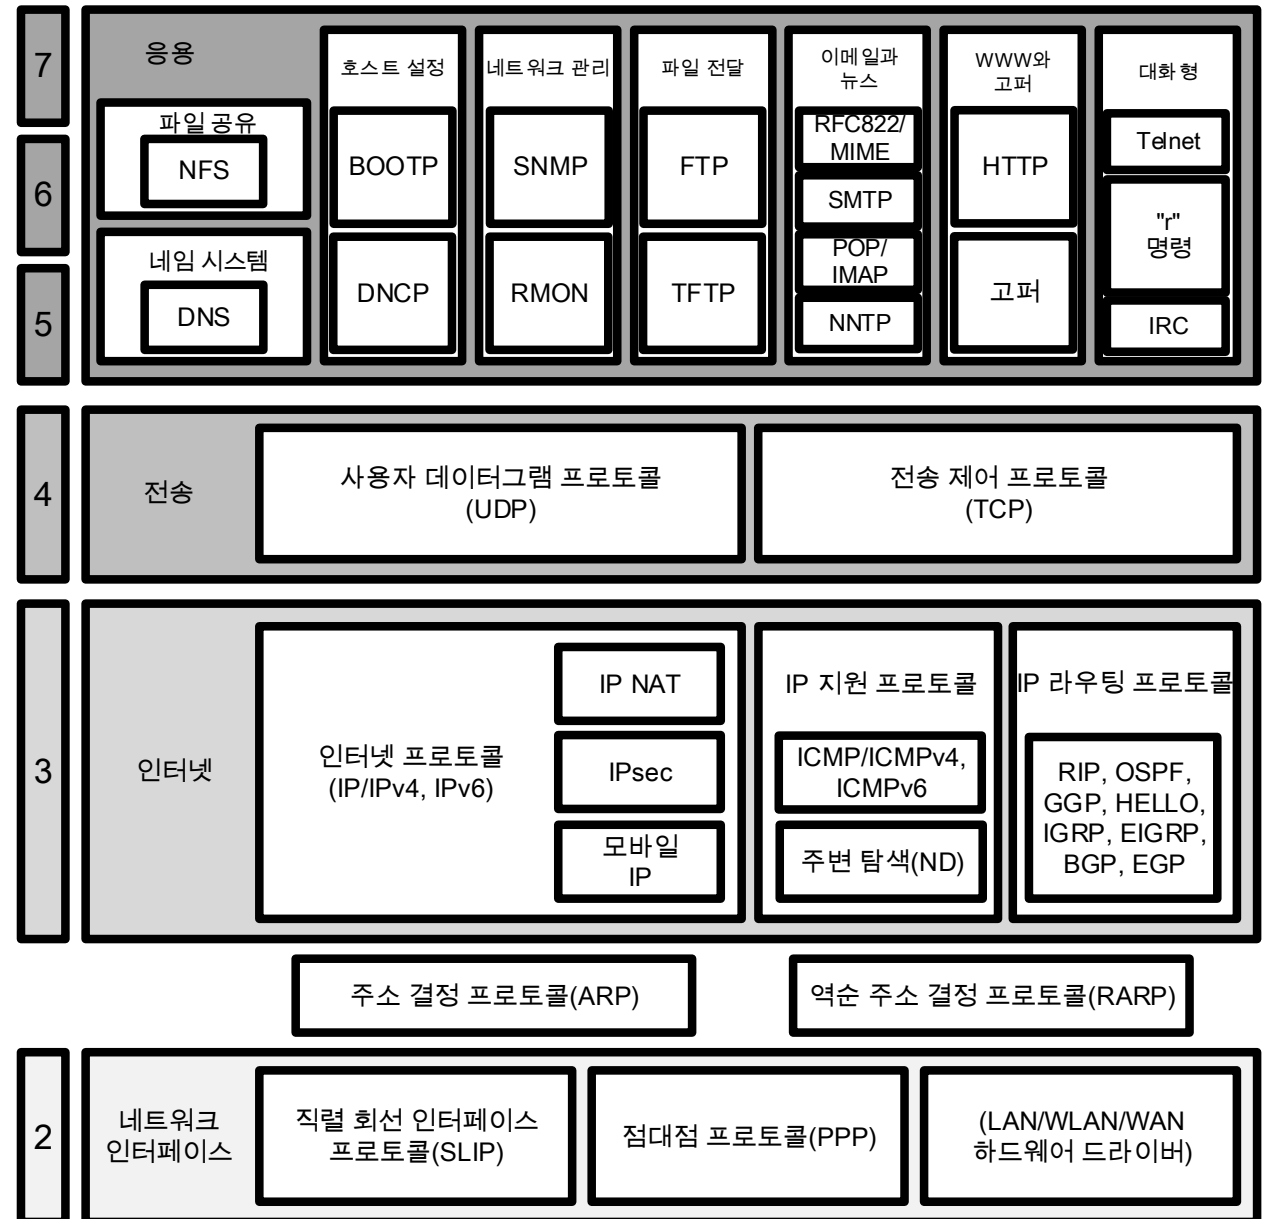 7
응용
호스트 설정
네트워크 관리
파일 전달
이메일과
뉴스
WWW와
고퍼
대화형
파일 공유
NFS
BOOTP
SNMP
FTP
RFC822/
MIME
HTTP
Telnet
6
SMTP
"r"
명령
네임 시스템
DNS
DNCP
RMON
TFTP
POP/
IMAP
고퍼
5
NNTP
IRC
4
전송
사용자 데이터그램 프로토콜
(UDP)
전송 제어 프로토콜
(TCP)
3
인터넷
인터넷 프로토콜
(IP/IPv4, IPv6)
IP NAT
IPsec
모바일
IP
IP 지원 프로토콜
ICMP/ICMPv4,
ICMPv6
주변 탐색(ND)
IP 라우팅 프로토콜
RIP, OSPF,
GGP, HELLO,
IGRP, EIGRP,
BGP, EGP
주소 결정 프로토콜(ARP)
역순 주소 결정 프로토콜(RARP)
2
네트워크
인터페이스
직렬 회선 인터페이스
프로토콜(SLIP)
점대점 프로토콜(PPP)
(LAN/WLAN/WAN
하드웨어 드라이버)